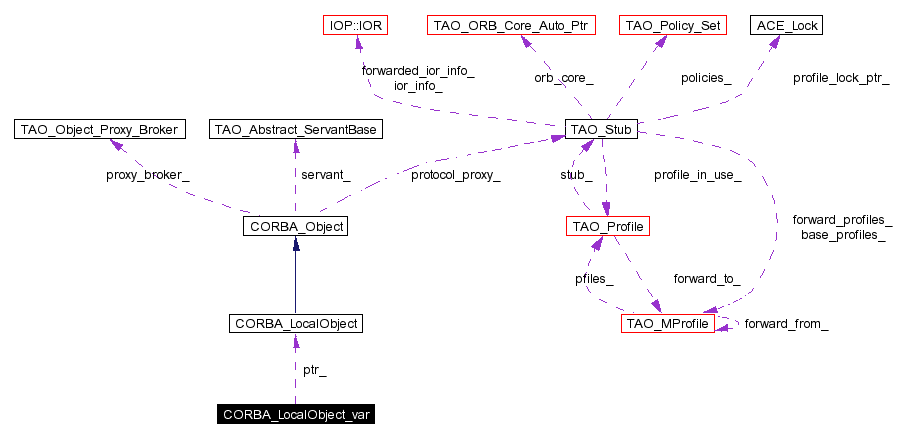 IOP::IOR
TAO_ORB_Core_Auto_Ptr
TAO_Policy_Set
ACE_Lock
forwarded_ior_info_
ior_info_
orb_core_
policies_
profile_lock_ptr_
TAO_Object_Proxy_Broker
TAO_Abstract_ServantBase
TAO_Stub
proxy_broker_
servant_
protocol_proxy_
stub_
profile_in_use_
CORBA_Object
TAO_Profile
forward_profiles_
base_profiles_
pfiles_
forward_to_
CORBA_LocalObject
TAO_MProfile
forward_from_
ptr_
CORBA_LocalObject_var